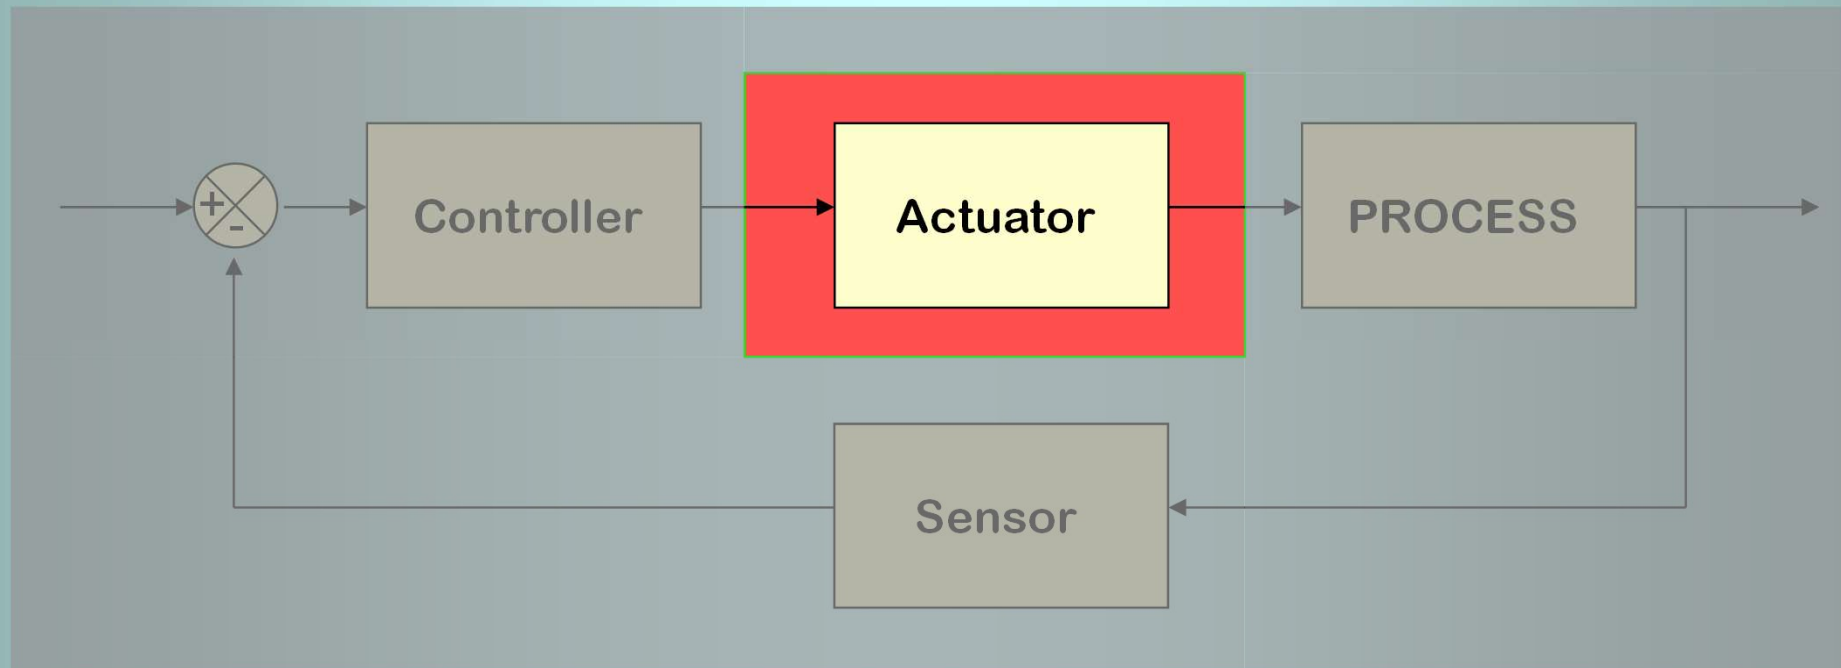 +
-
Controller
Actuator
PROCESS
Sensor